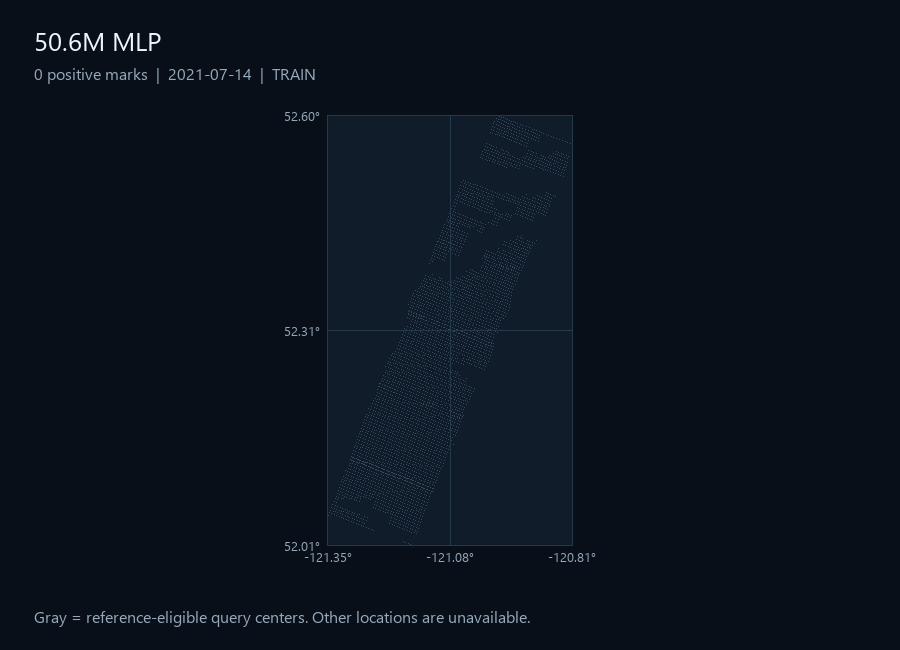 50.6M MLP
0 positive marks | 2021-07-14 | TRAIN
52.60°
52.31°
52.01°
-121.35°
-121.08°
-120.81°
Gray = reference-eligible query centers. Other locations are unavailable.